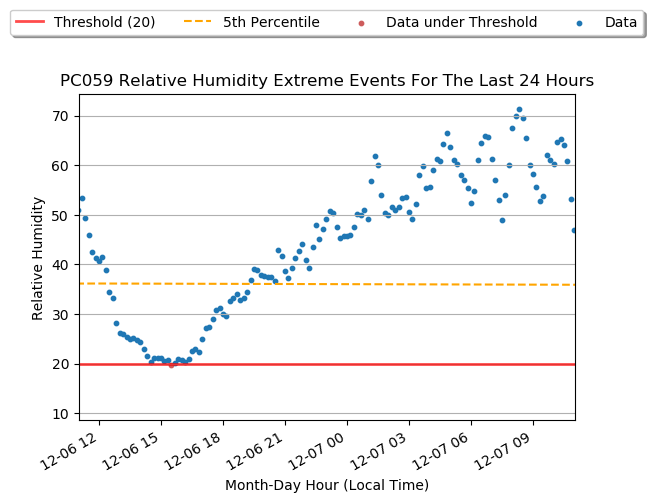 Threshold (20) 5th Percentile Data under Threshold Data
PC059 Relative Humidity Extreme Events For The Last 24 Hours
70
60
50
40
30
20
10
Relative Humidity
12-06 12 12-06 15 12-06 18 12-06 21 12-07 00 12-07 03 12-07 06 12-07 09
Month-Day Hour (Local Time)